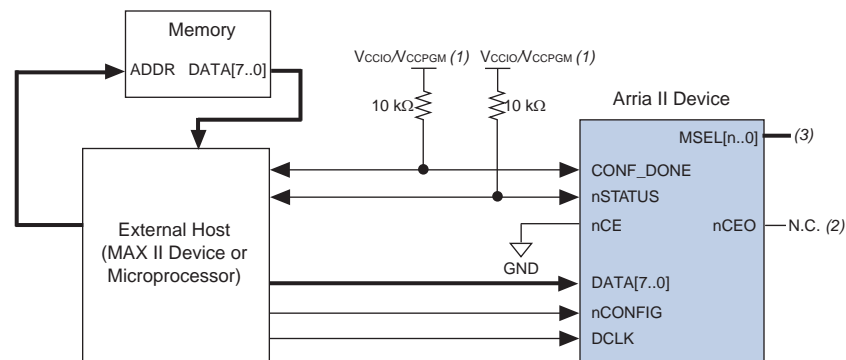 Memory
ADDR DATA[7..0]
VCCIO/VCCPGM (1) VCCIO/VCCPGM (1)
10 kΩ 10 kΩ
Arria II Device
MSEL[n..0] (3)
CONF_DONE
nSTATUS
nCE nCEO N.C. (2)
GND
External Host
(MAX II Device or
Microprocessor)
DATA[7..0]
nCONFIG
DCLK